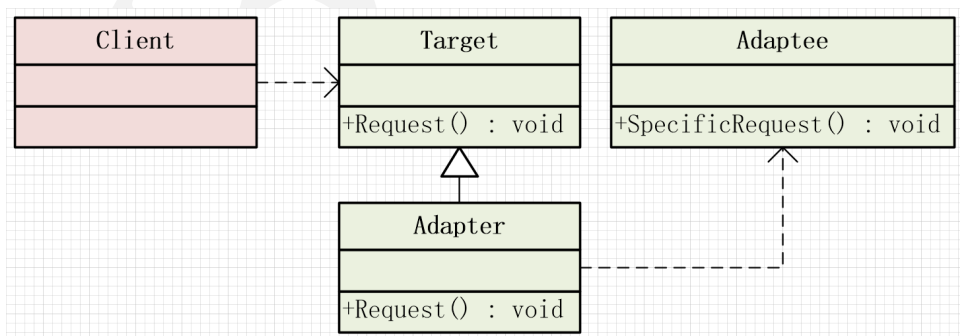 Client
Target
+Request() : void
Adaptee
+SpecificRequest() : void
Adapter
+Request() : void